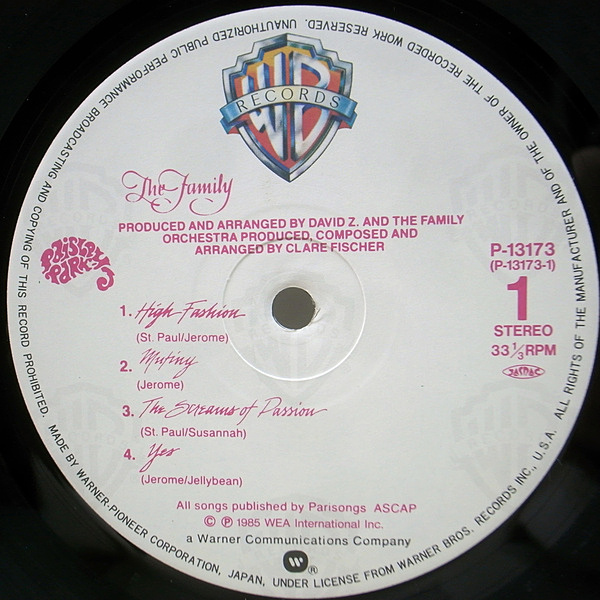 WB
RECORDS
The Family
PRODUCED AND ARRANGED BY DAVID Z. AND THE FAMILY
ORCHESTRA PRODUCED, COMPOSED AND
ARRANGED BY CLARE FISCHER
PAISLEY
PARK
P-13173
(P-13173-1)
1
STEREO
33 1/3 RPM
JASRAC
1. High Fashion
(St. Paul/Jerome)
2. Mutiny
(Jerome)
3. The Screams of Passion
(St. Paul/Susannah)
4. Yes
(Jerome/Jellybean)
All songs published by Parisongs ASCAP
© ℗ 1985 WEA International Inc.
a Warner Communications Company
W®
MADE BY WARNER-PIONEER CORPORATION, JAPAN, UNDER LICENSE FROM WARNER BROS. RECORDS INC., U.S.A. ALL RIGHTS OF THE MANUFACTURER AND OF THE OWNER OF THE RECORDED WORK RESERVED. UNAUTHORIZED PUBLIC PERFORMANCE BROADCASTING AND COPYING OF THIS RECORD PROHIBITED.